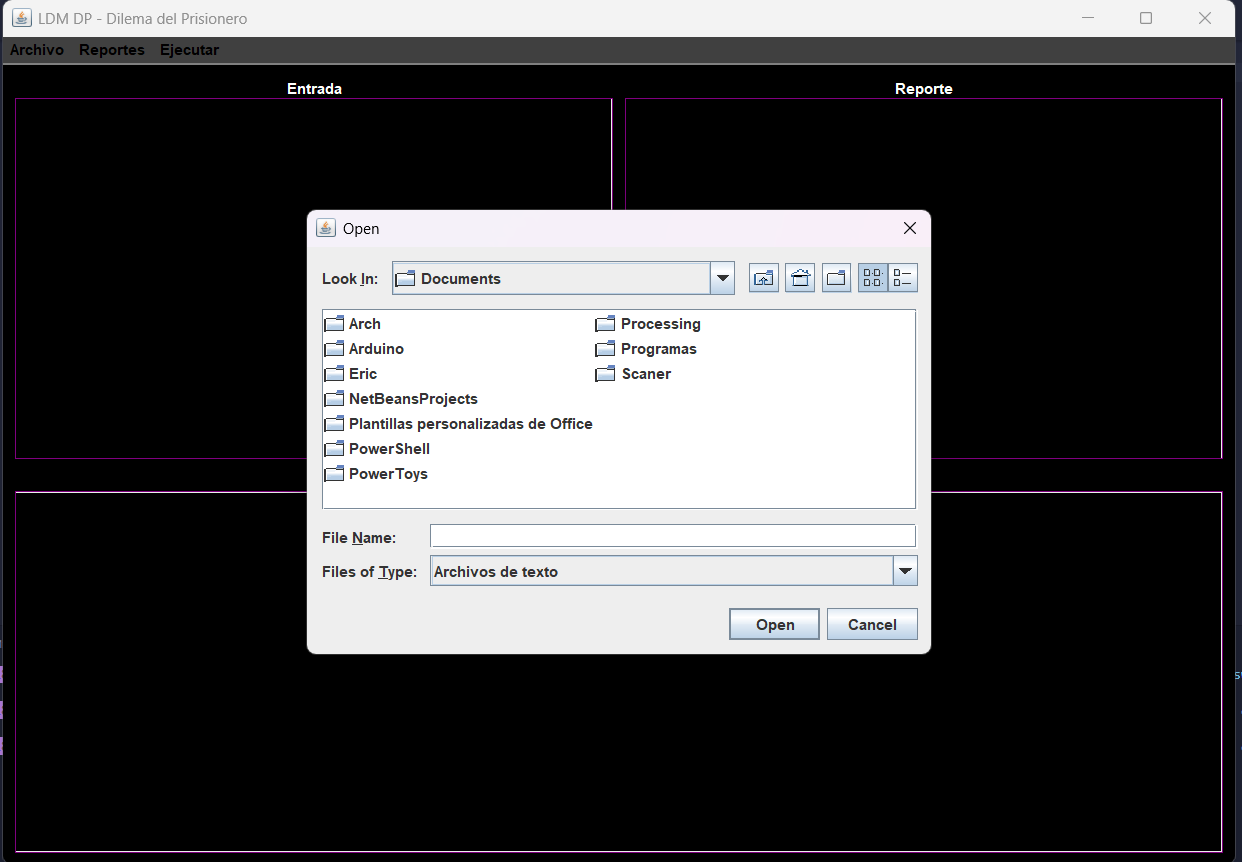 LDM DP - Dilema del Prisionero
Archivo Reportes Ejecutar
Entrada
Reporte
Open
Look In: Documents
Arch
Arduino
Eric
NetBeansProjects
Plantillas personalizadas de Office
PowerShell
PowerToys
Processing
Programas
Scaner
File Name:
Files of Type: Archivos de texto
Open Cancel